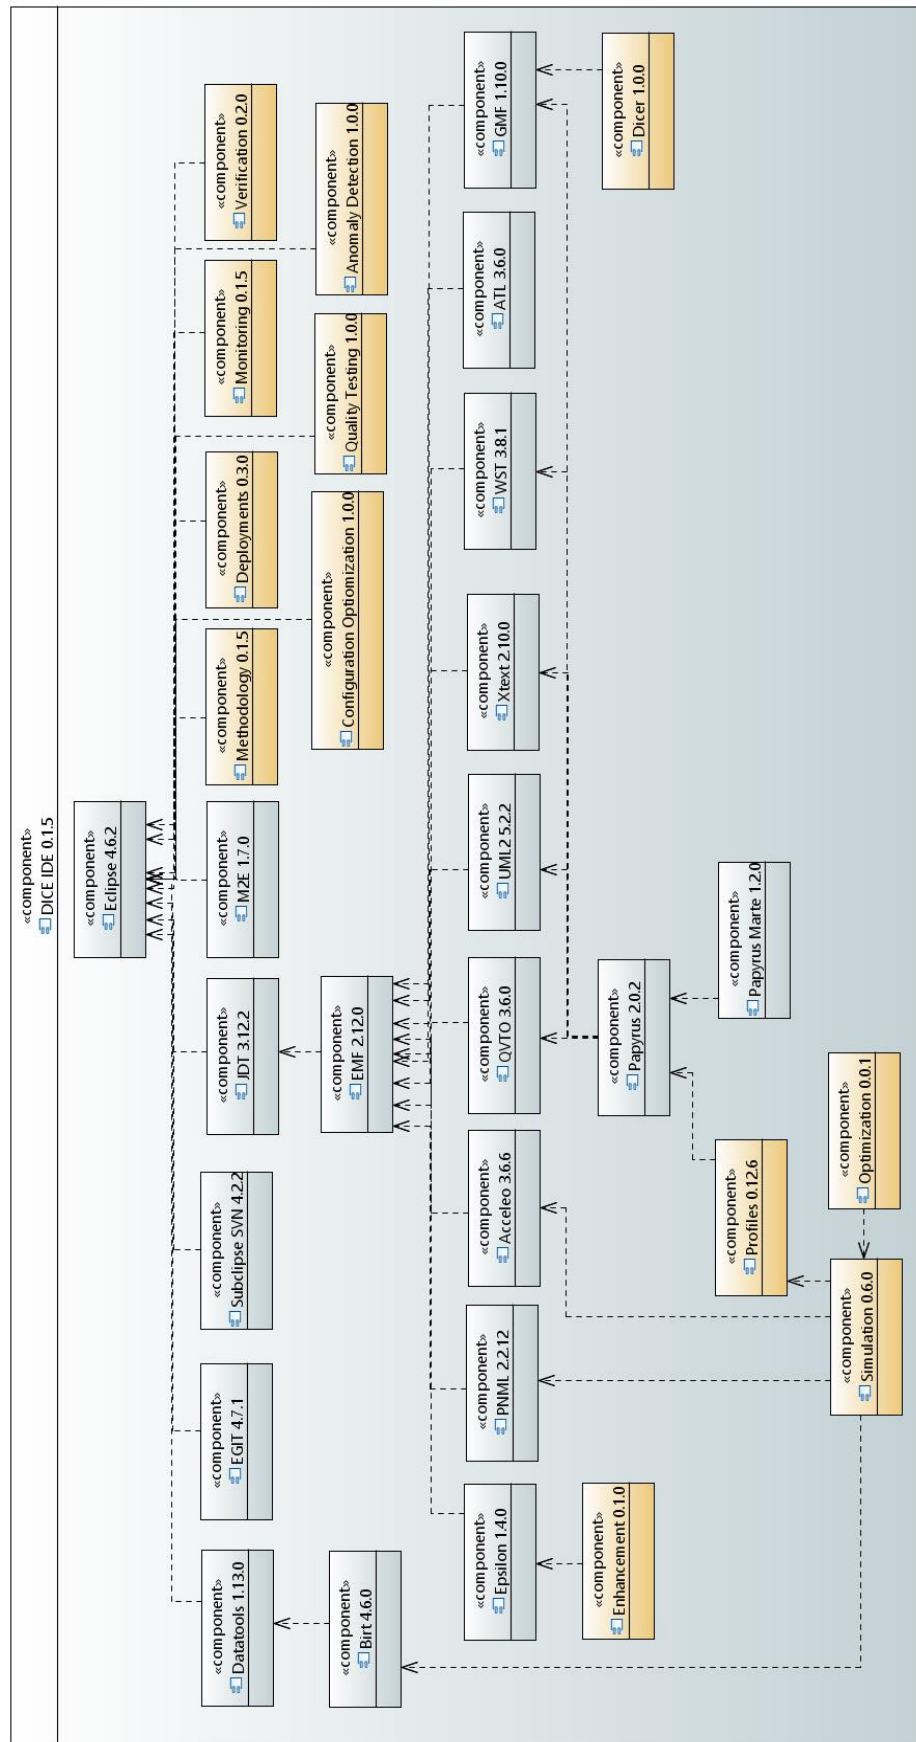 «component»
DICE IDE 0.1.5
«component»
Eclipse 4.6.2
«component»
Datatools 1.13.0
«component»
EGIT 4.7.1
«component»
Subclipse SVN 4.2.2
«component»
JDT 3.12.2
«component»
M2E 1.7.0
«component»
Methodology 0.1.5
«component»
Deployments 0.3.0
«component»
Monitoring 0.1.5
«component»
Verification 0.2.0
«component»
Birt 4.6.0
«component»
EMF 2.12.0
«component»
Configuration Optiomization 1.0.0
«component»
Quality Testing 1.0.0
«component»
Anomaly Detection 1.0.0
«component»
Epsilon 1.4.0
«component»
PNML 2.2.12
«component»
Acceleo 3.6.6
«component»
QVTO 3.6.0
«component»
UML2 5.2.2
«component»
Xtext 2.10.0
«component»
WST 3.8.1
«component»
ATL 3.6.0
«component»
GMF 1.10.0
«component»
Enhancement 0.1.0
«component»
Papyrus 2.0.2
«component»
Dicer 1.0.0
«component»
Profiles 0.12.6
«component»
Papyrus Marte 1.2.0
«component»
Simulation 0.6.0
«component»
Optimization 0.0.1